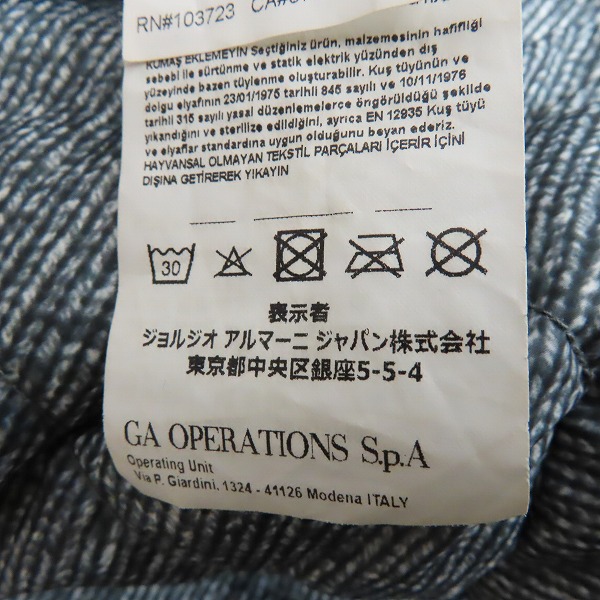 RN#103723 CA#
KUMAŞ EKLEMEYİN Seçtiğiniz ürün, malzemesinin hafifliği
sebebi ile sürtünme ve statik elektrik yüzünden dış
yüzeyinde bazen tüylenme oluşturabilir. Kuş tüyünün ve
dolgu elyafının 23/01/1975 tarihli 845 sayılı ve 10/11/1976
tarihli 315 sayılı yasal düzenlemelerce öngörüldüğü şekilde
yıkandığını ve sterilize edildiğini, ayrıca EN 12935 Kuş tüyü
ve elyaflar standardına uygun olduğunu beyan ederiz.
HAYVANSAL OLMAYAN TEKSTİL PARÇALARI İÇERİR İÇİNİ
DIŞINA GETİREREK YIKAYIN
30
表示者
ジョルジオ アルマーニ ジャパン株式会社
東京都中央区銀座5-5-4
GA OPERATIONS S.p.A
Operating Unit
Via P. Giardini, 1324 - 41126 Modena ITALY